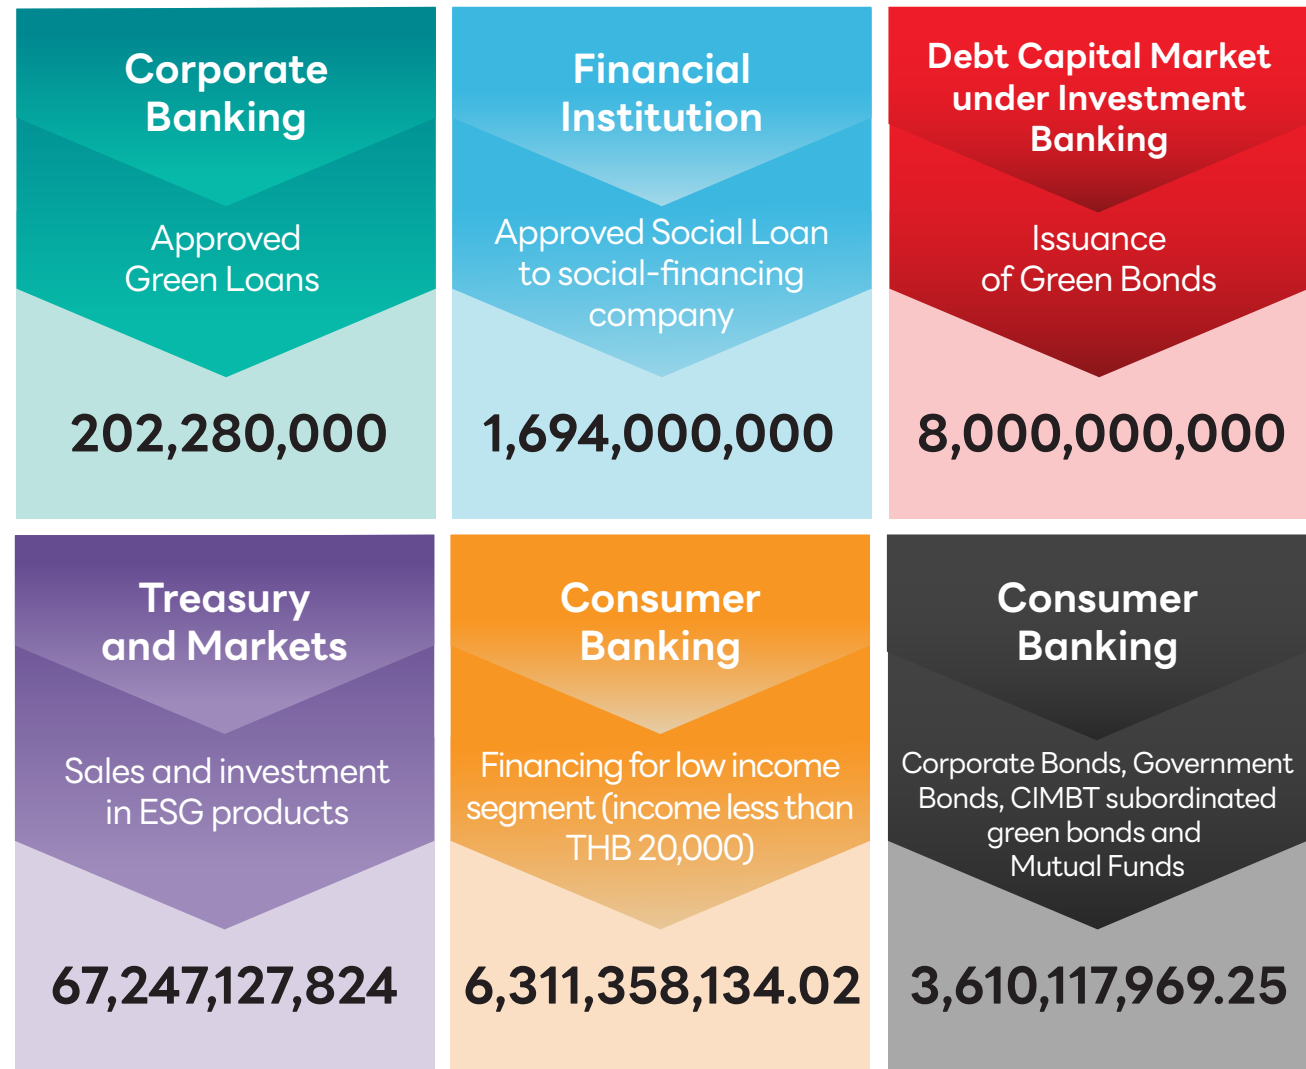 Corporate
Banking
Approved
Green Loans
202,280,000
Financial
Institution
Approved Social Loan
to social-financing
company
1,694,000,000
Debt Capital Market
under Investment
Banking
Issuance
of Green Bonds
8,000,000,000
Treasury
and Markets
Sales and investment
in ESG products
67,247,127,824
Consumer
Banking
Financing for low income
segment (income less than
THB 20,000)
6,311,358,134.02
Consumer
Banking
Corporate Bonds, Government
Bonds, CIMBT subordinated
green bonds and
Mutual Funds
3,610,117,969.25